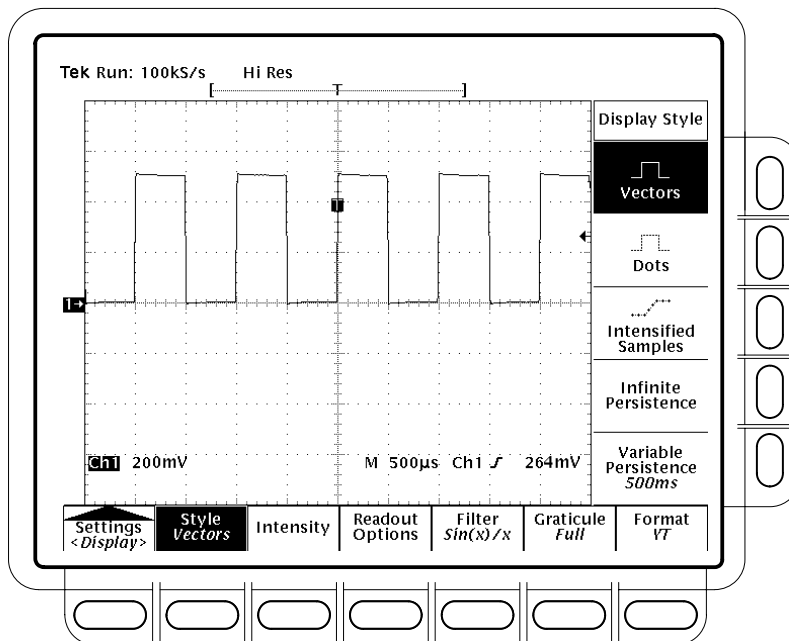 Tek Run: 100kS/s Hi Res
[ T ]
Display Style
Vectors
T
Dots
1→
Intensified
Samples
Infinite
Persistence
Ch1 200mV M 500µs Ch1 ƒ 264mV
Variable
Persistence
500ms
Settings
<Display>
Style
Vectors
Intensity
Readout
Options
Filter
Sin(x)/x
Graticule
Full
Format
YT